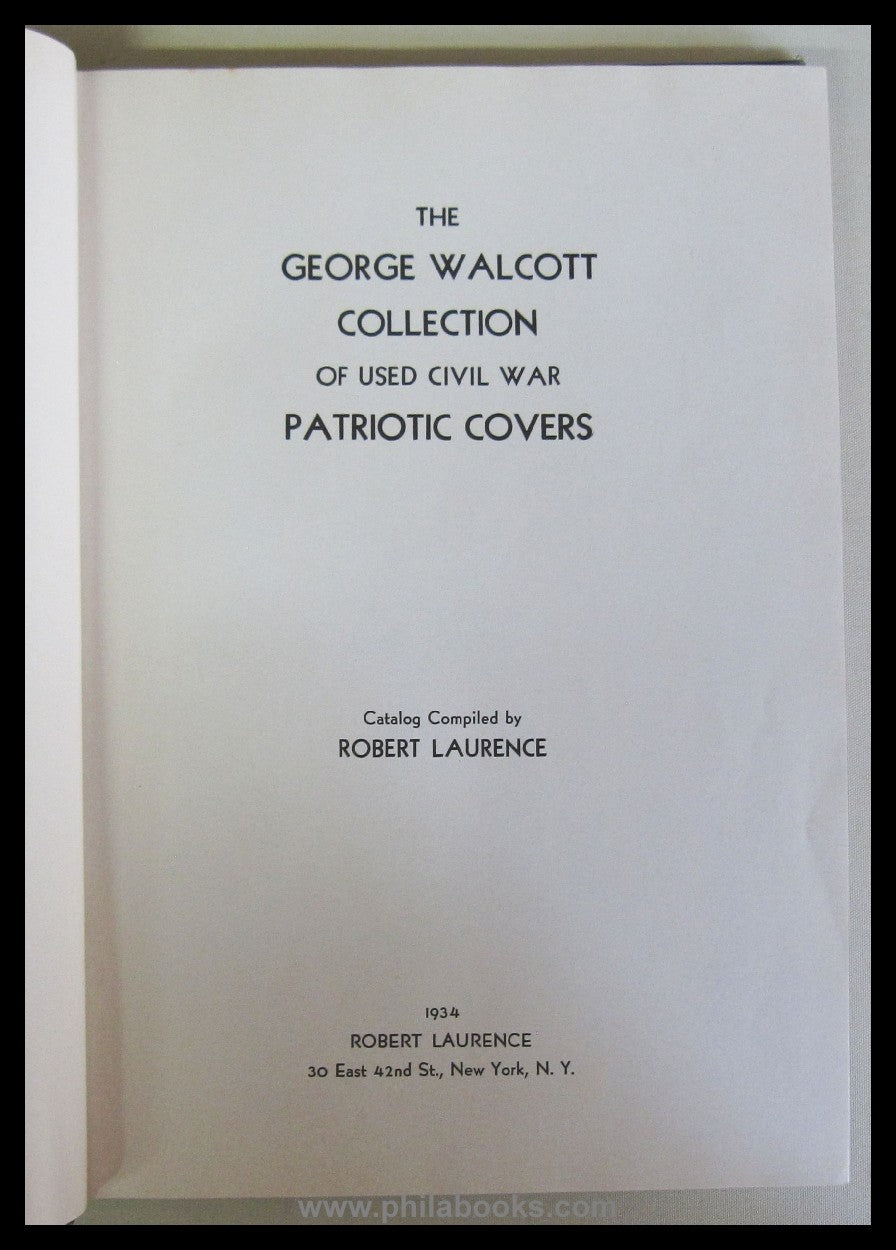 THE
GEORGE WALCOTT
COLLECTION
OF USED CIVIL WAR
PATRIOTIC COVERS
Catalog Compiled by
ROBERT LAURENCE
1934
ROBERT LAURENCE
30 East 42nd St., New York, N. Y.
www.philabooks.com